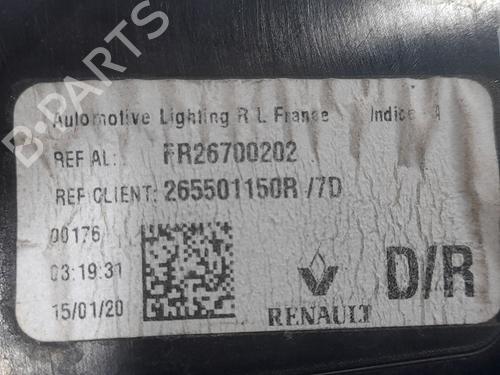 Automotive Lighting R L France Indice A
REF AL: FR26700202
REF CLIENT: 265501150R /7D
00176
03:19:31
15/01/20
RENAULT
D/R
B-PARTS